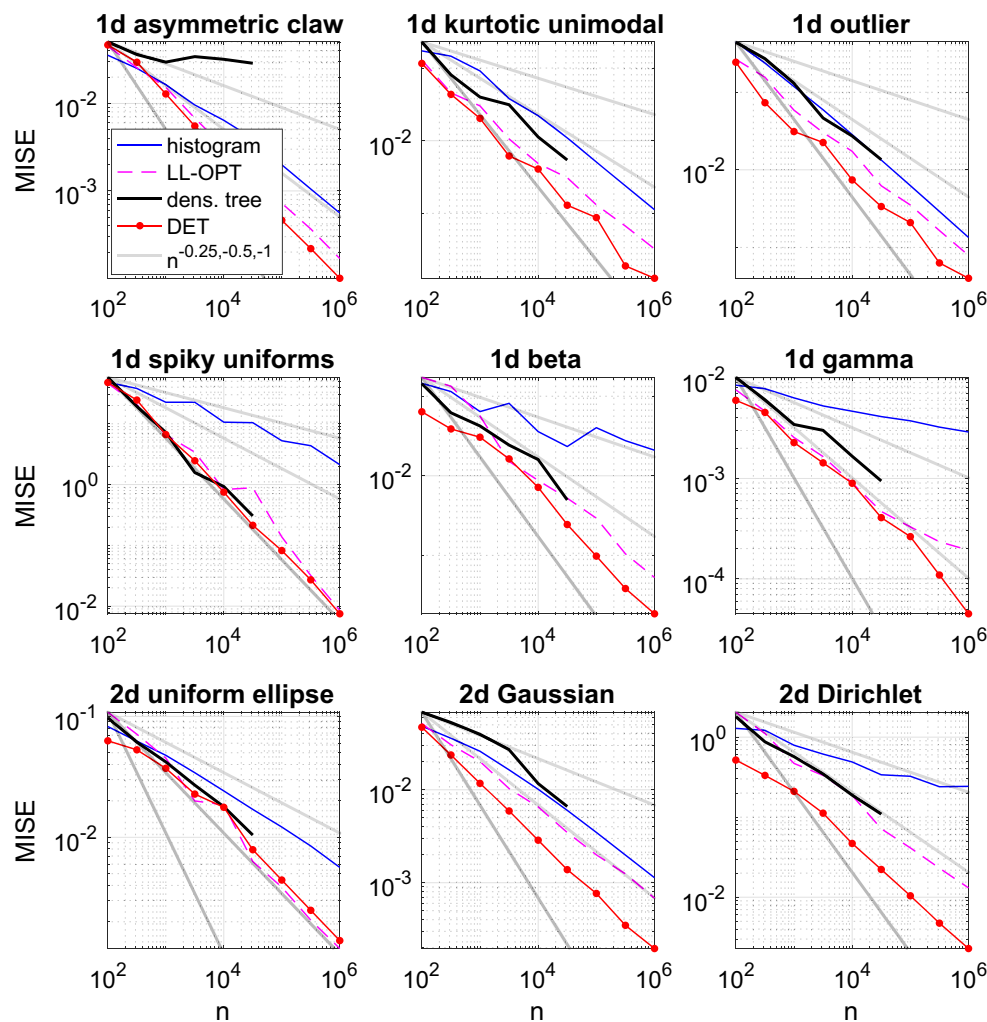 1d asymmetric claw
MISE
10^-2
10^-3
histogram
LL-OPT
dens. tree
DET
n^-0.25,-0.5,-1
10^2 10^4 10^6
1d kurtotic unimodal
10^-2
10^2 10^4 10^6
1d outlier
10^-2
10^2 10^4 10^6
1d spiky uniforms
MISE
10^0
10^-2
10^2 10^4 10^6
1d beta
10^-2
10^2 10^4 10^6
1d gamma
10^-2
10^-3
10^-4
10^2 10^4 10^6
2d uniform ellipse
MISE
10^-1
10^-2
10^2 10^4 10^6
n
2d Gaussian
10^-2
10^-3
10^2 10^4 10^6
n
2d Dirichlet
10^0
10^-2
10^2 10^4 10^6
n